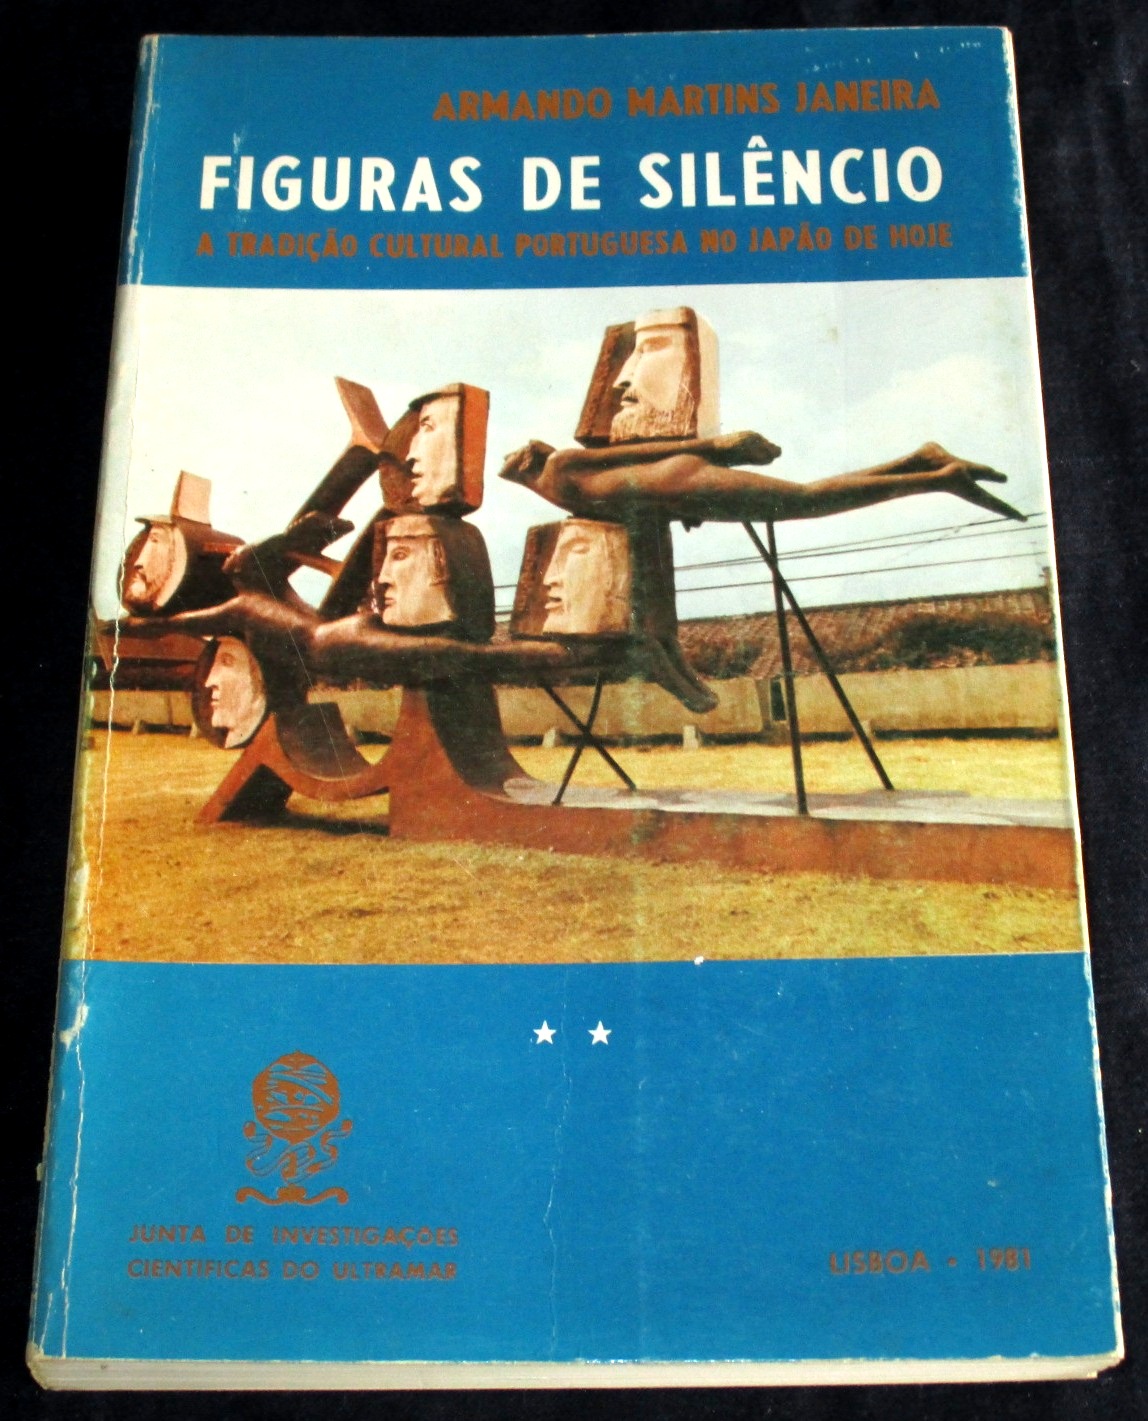 ARMANDO MARTINS JANEIRA
FIGURAS DE SILÊNCIO
A TRADIÇÃO CULTURAL PORTUGUESA NO JAPÃO DE HOJE
★ ★
JUNTA DE INVESTIGAÇÕES
CIENTÍFICAS DO ULTRAMAR
LISBOA • 1981